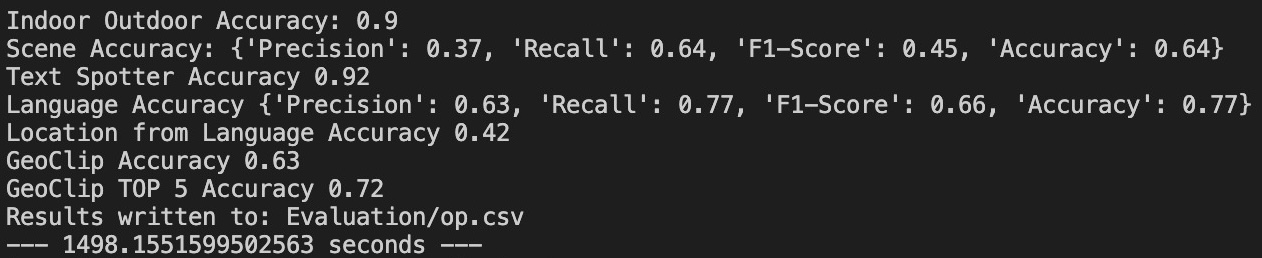 Indoor Outdoor Accuracy: 0.9
Scene Accuracy: {'Precision': 0.37, 'Recall': 0.64, 'F1-Score': 0.45, 'Accuracy': 0.64}
Text Spotter Accuracy 0.92
Language Accuracy {'Precision': 0.63, 'Recall': 0.77, 'F1-Score': 0.66, 'Accuracy': 0.77}
Location from Language Accuracy 0.42
GeoClip Accuracy 0.63
GeoClip TOP 5 Accuracy 0.72
Results written to: Evaluation/op.csv
--- 1498.1551599502563 seconds ---